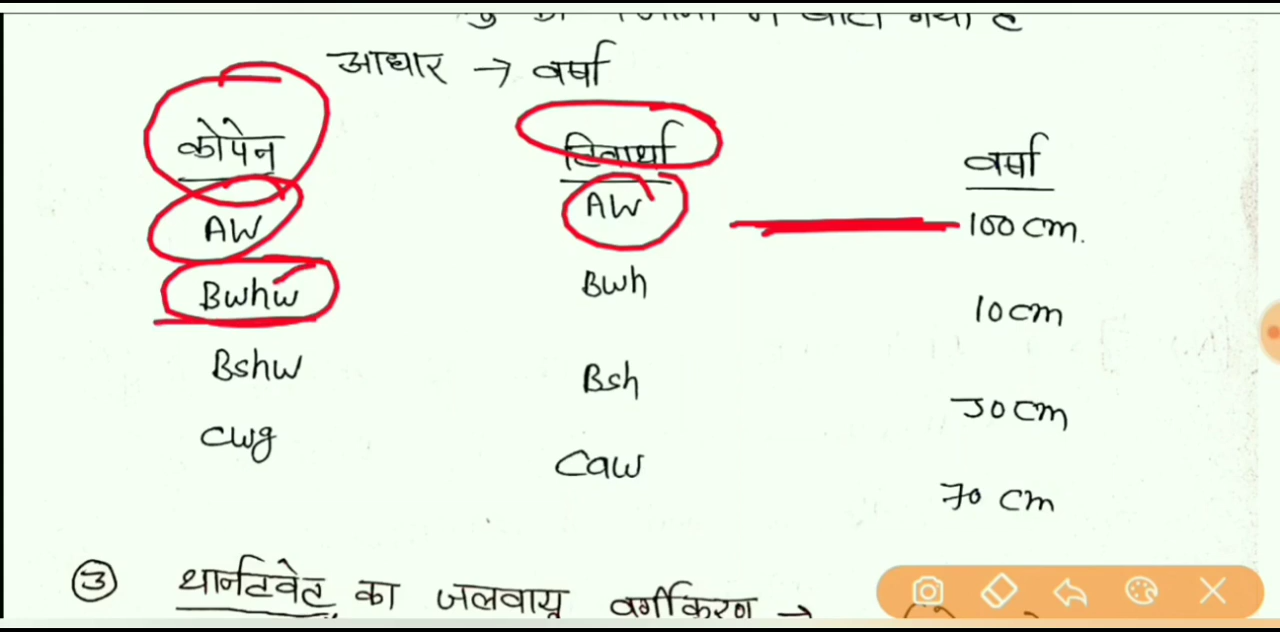 आधार → वर्षा
कोपेन ट्रिवार्था वर्षा
AW AW 100 cm.
Bwhw Bwh 10 cm
Bshw Bsh 50 cm
cwg Caw 70 cm
③ थार्नटवेट का जलवायु वर्गीकरण →